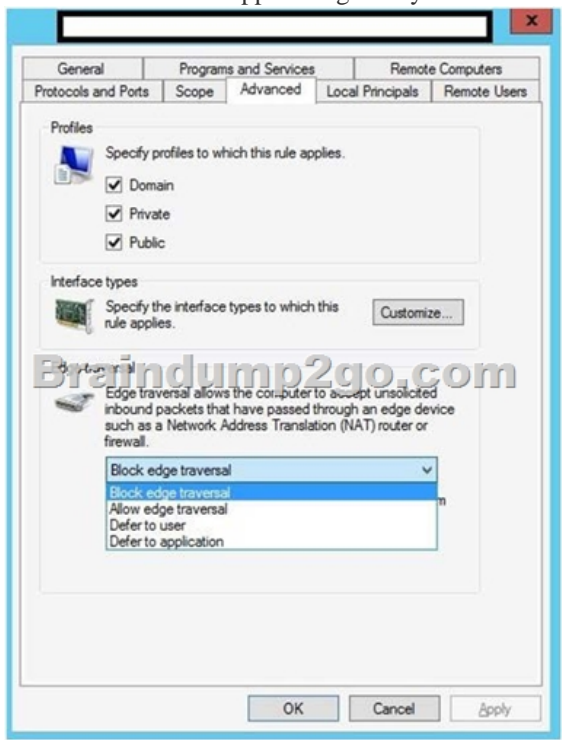 x
General Programs and Services Remote Computers
Protocols and Ports Scope Advanced Local Principals Remote Users
Profiles
Specify profiles to which this rule applies.
Domain
Private
Public
Interface types
Specify the interface types to which this
rule applies.
Customize...
Braindump2go.com
Edge traversal
Edge traversal allows the computer to accept unsolicited
inbound packets that have passed through an edge device
such as a Network Address Translation (NAT) router or
firewall.
Block edge traversal
Block edge traversal
Allow edge traversal
Defer to user
Defer to application
OK Cancel Apply